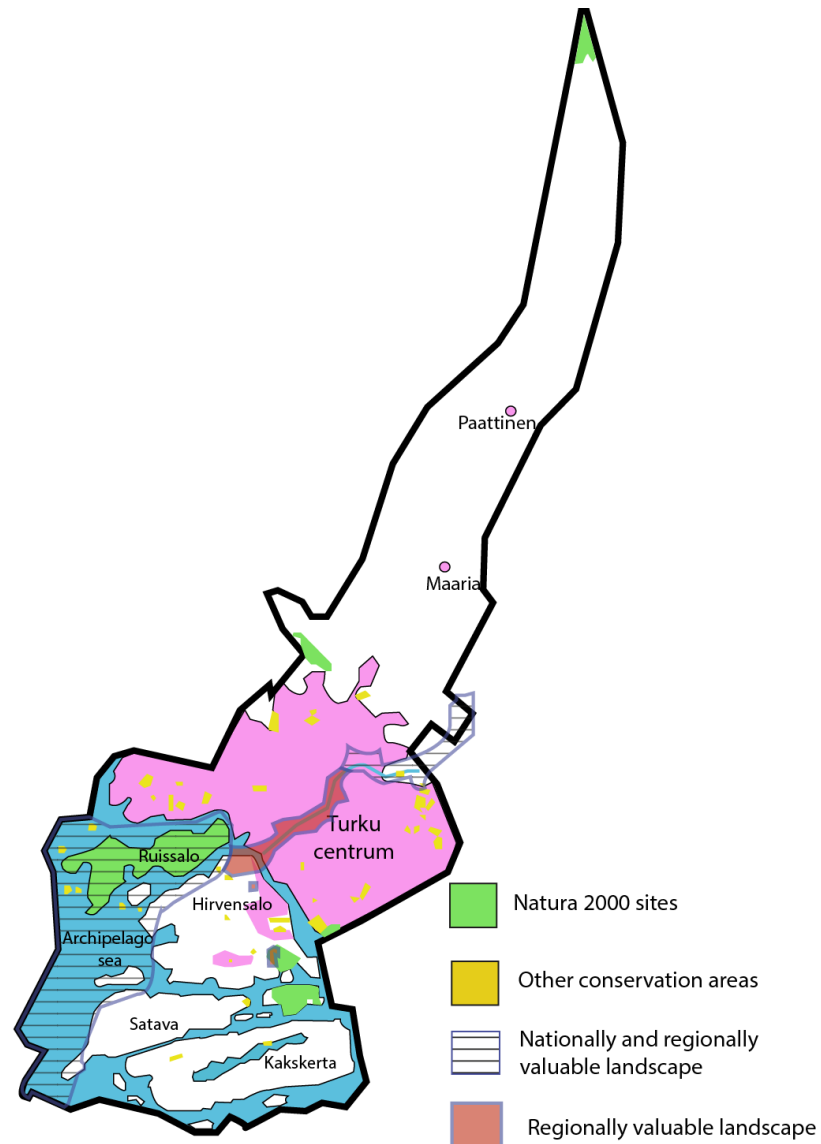 Paattinen
Maaria
Turku
centrum
Ruissalo
Hirvensalo
Archipelago
sea
Satava
Kakskerta
Natura 2000 sites
Other conservation areas
Nationally and regionally
valuable landscape
Regionally valuable landscape